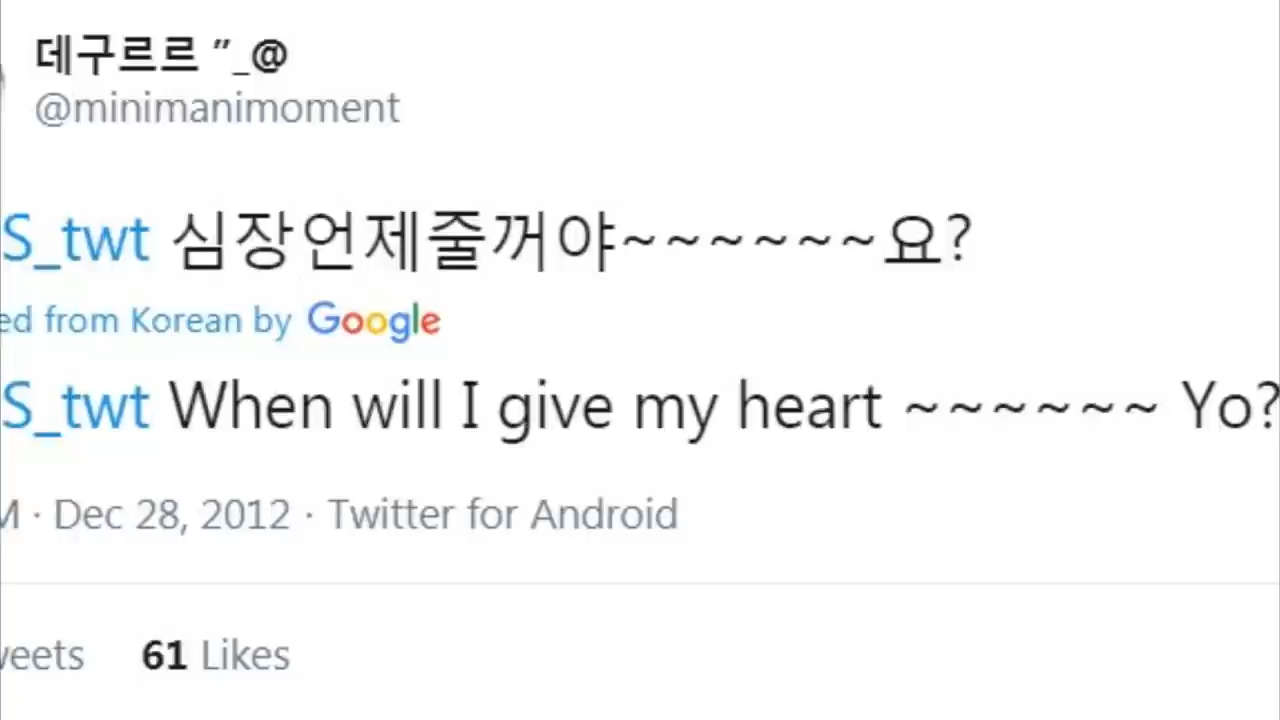 데구르르 ″_@
@minimanimoment
S_twt 심장언제줄꺼야~~~~~~요?
ed from Korean by Google
S_twt When will I give my heart ~~~~~~ Yo?
M · Dec 28, 2012 · Twitter for Android
weets 61 Likes